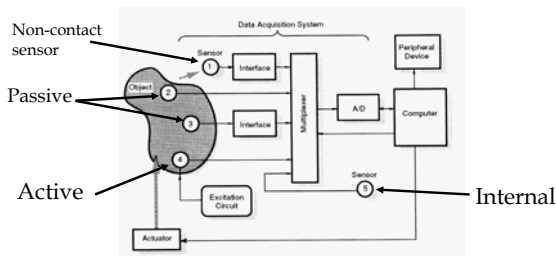 Data Acquisition System
Non-contact
sensor
Sensor
1
Interface
Peripheral
Device
Object
2
Passive
3
Interface
Multiplexer
A/D
Computer
4
Active
Excitation
Circuit
Sensor
5
Internal
Actuator